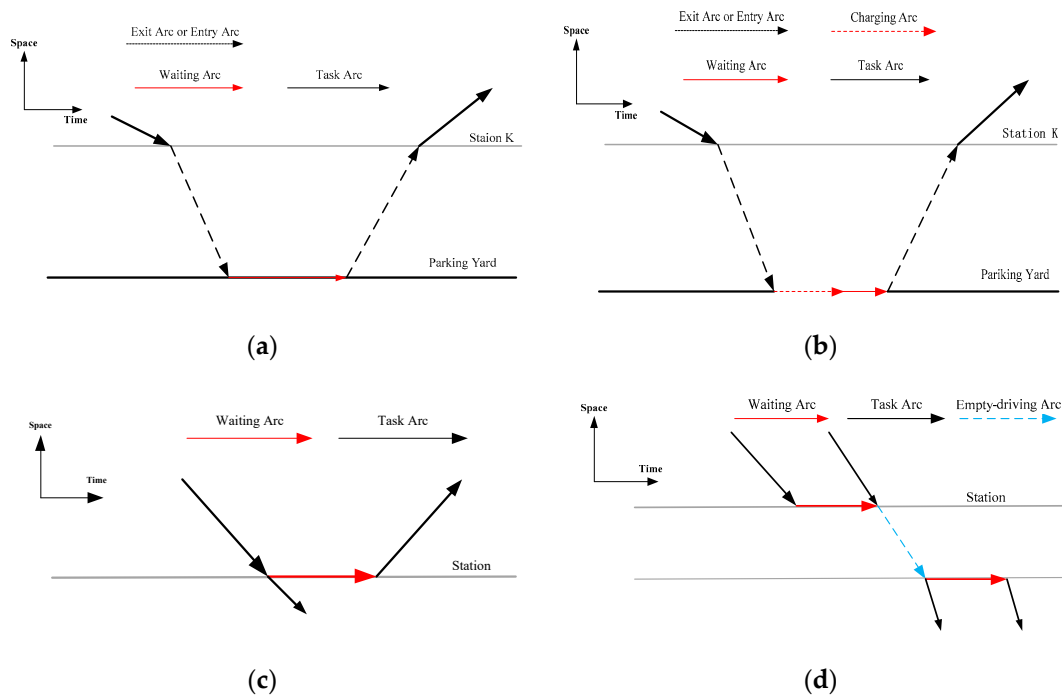 Exit Arc or Entry Arc
Space
Waiting Arc
Task Arc
Time
Staion K
Parking Yard
(a)
Exit Arc or Entry Arc
Charging Arc
Space
Waiting Arc
Task Arc
Time
Station K
Pariking Yard
(b)
Waiting Arc
Task Arc
Space
Time
Station
(c)
Waiting Arc
Task Arc
Empty-driving Arc
Space
Time
Station
(d)